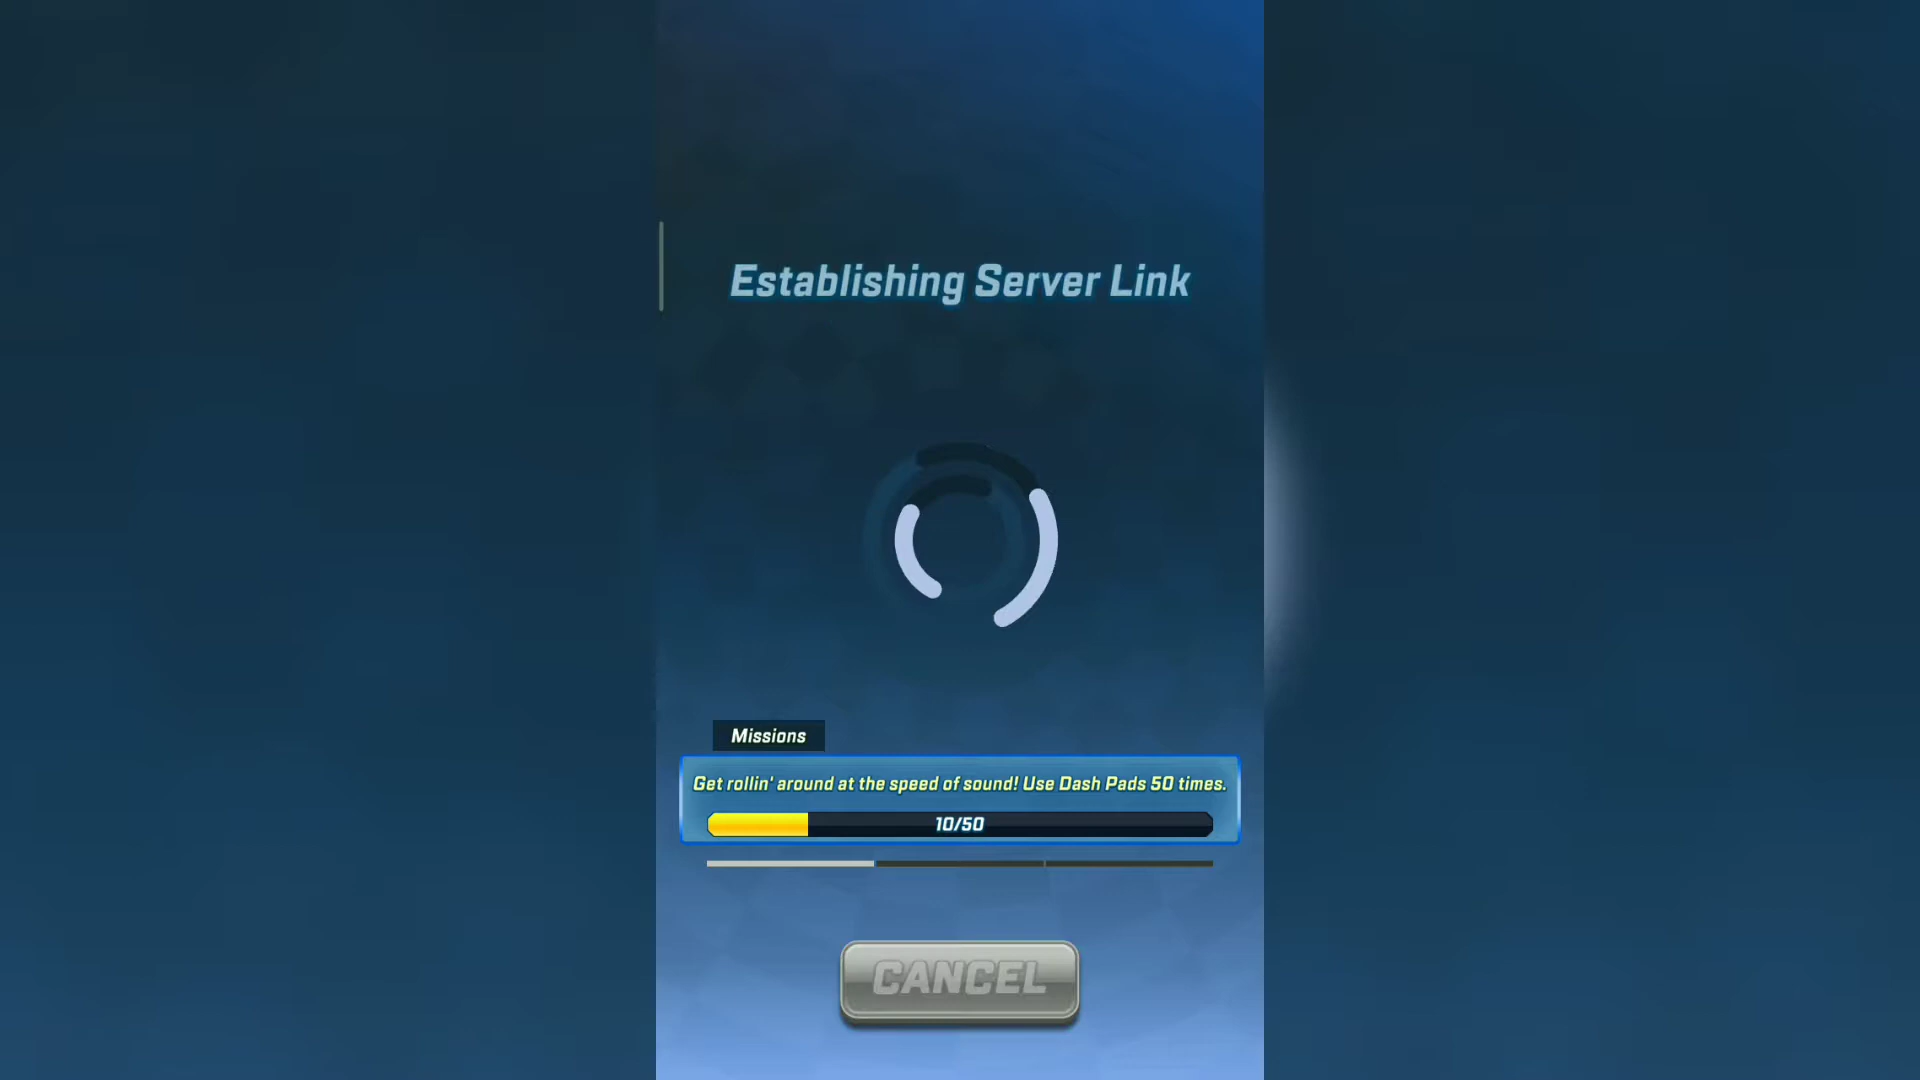 Establishing Server Link
Missions
Get rollin' around at the speed of sound! Use Dash Pads 50 times.
10/50
CANCEL